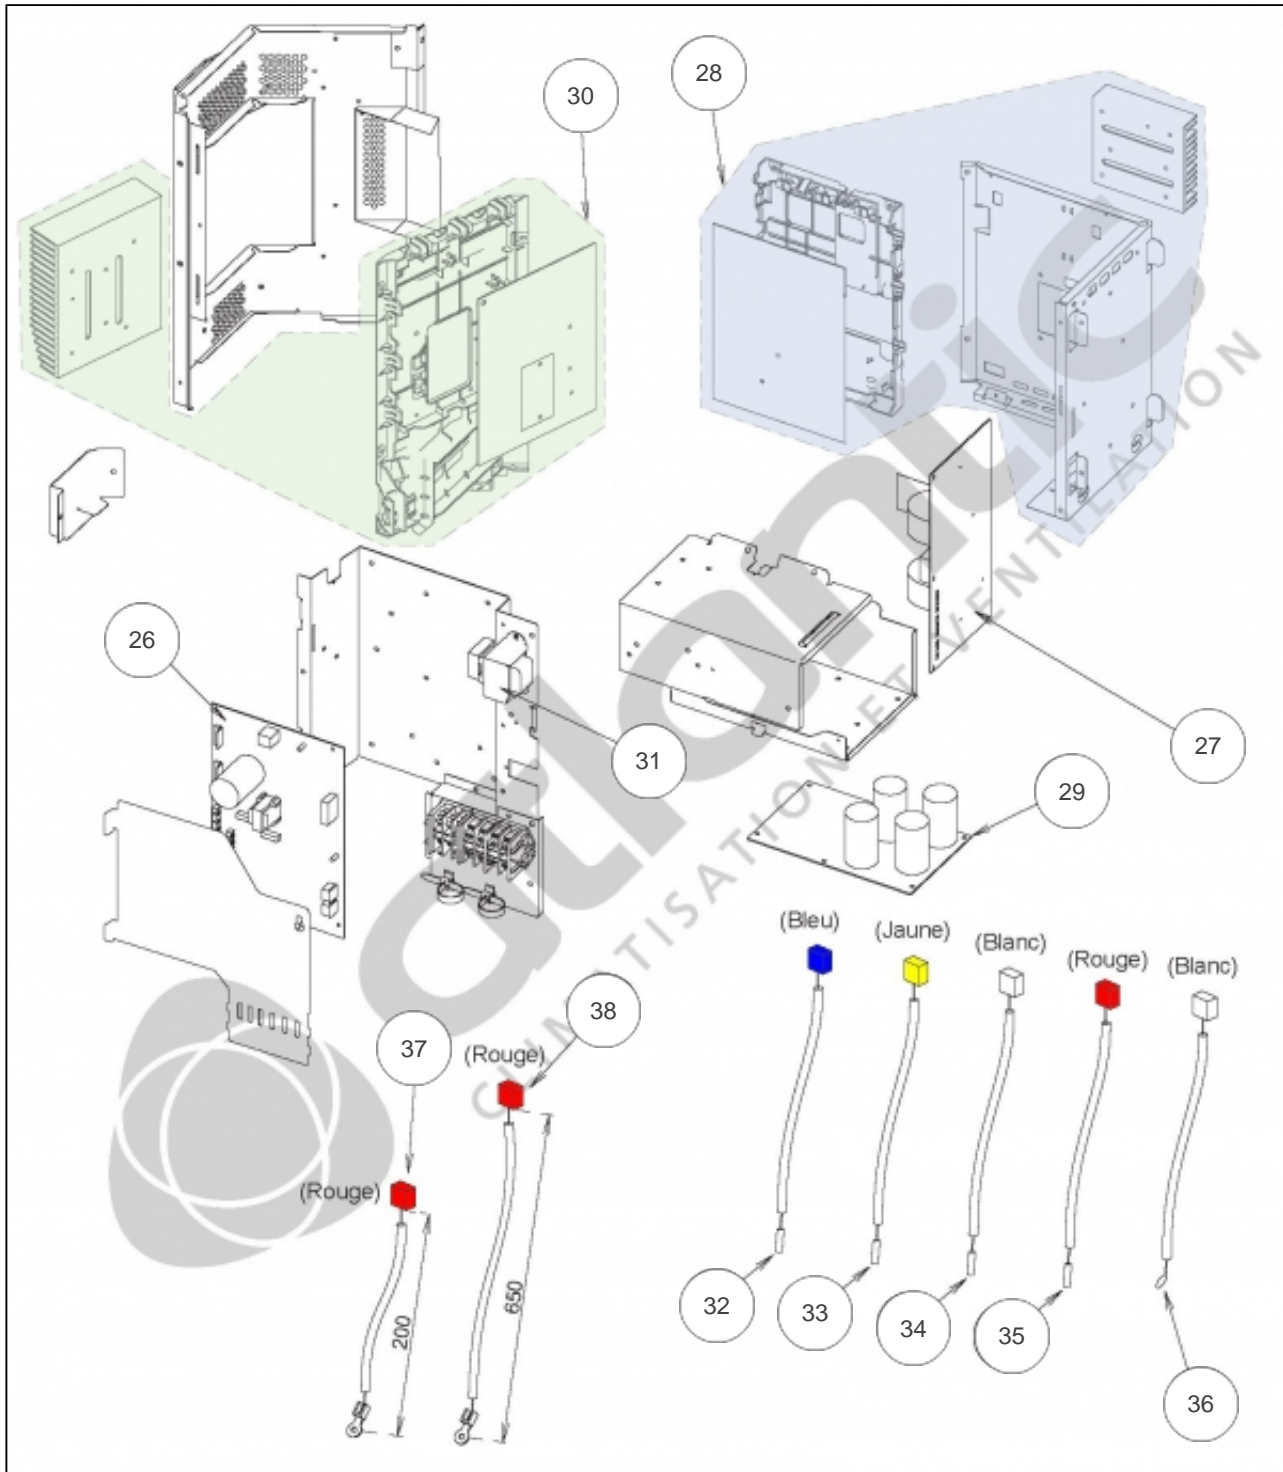 28
30
26
31
27
29
(Bleu)
(Jaune)
(Blanc)
(Rouge)
(Blanc)
38
37
(Rouge)
(Rouge)
650
200
32
33
34
35
36
atlantic
CLIMATISATION ET VENTILATION